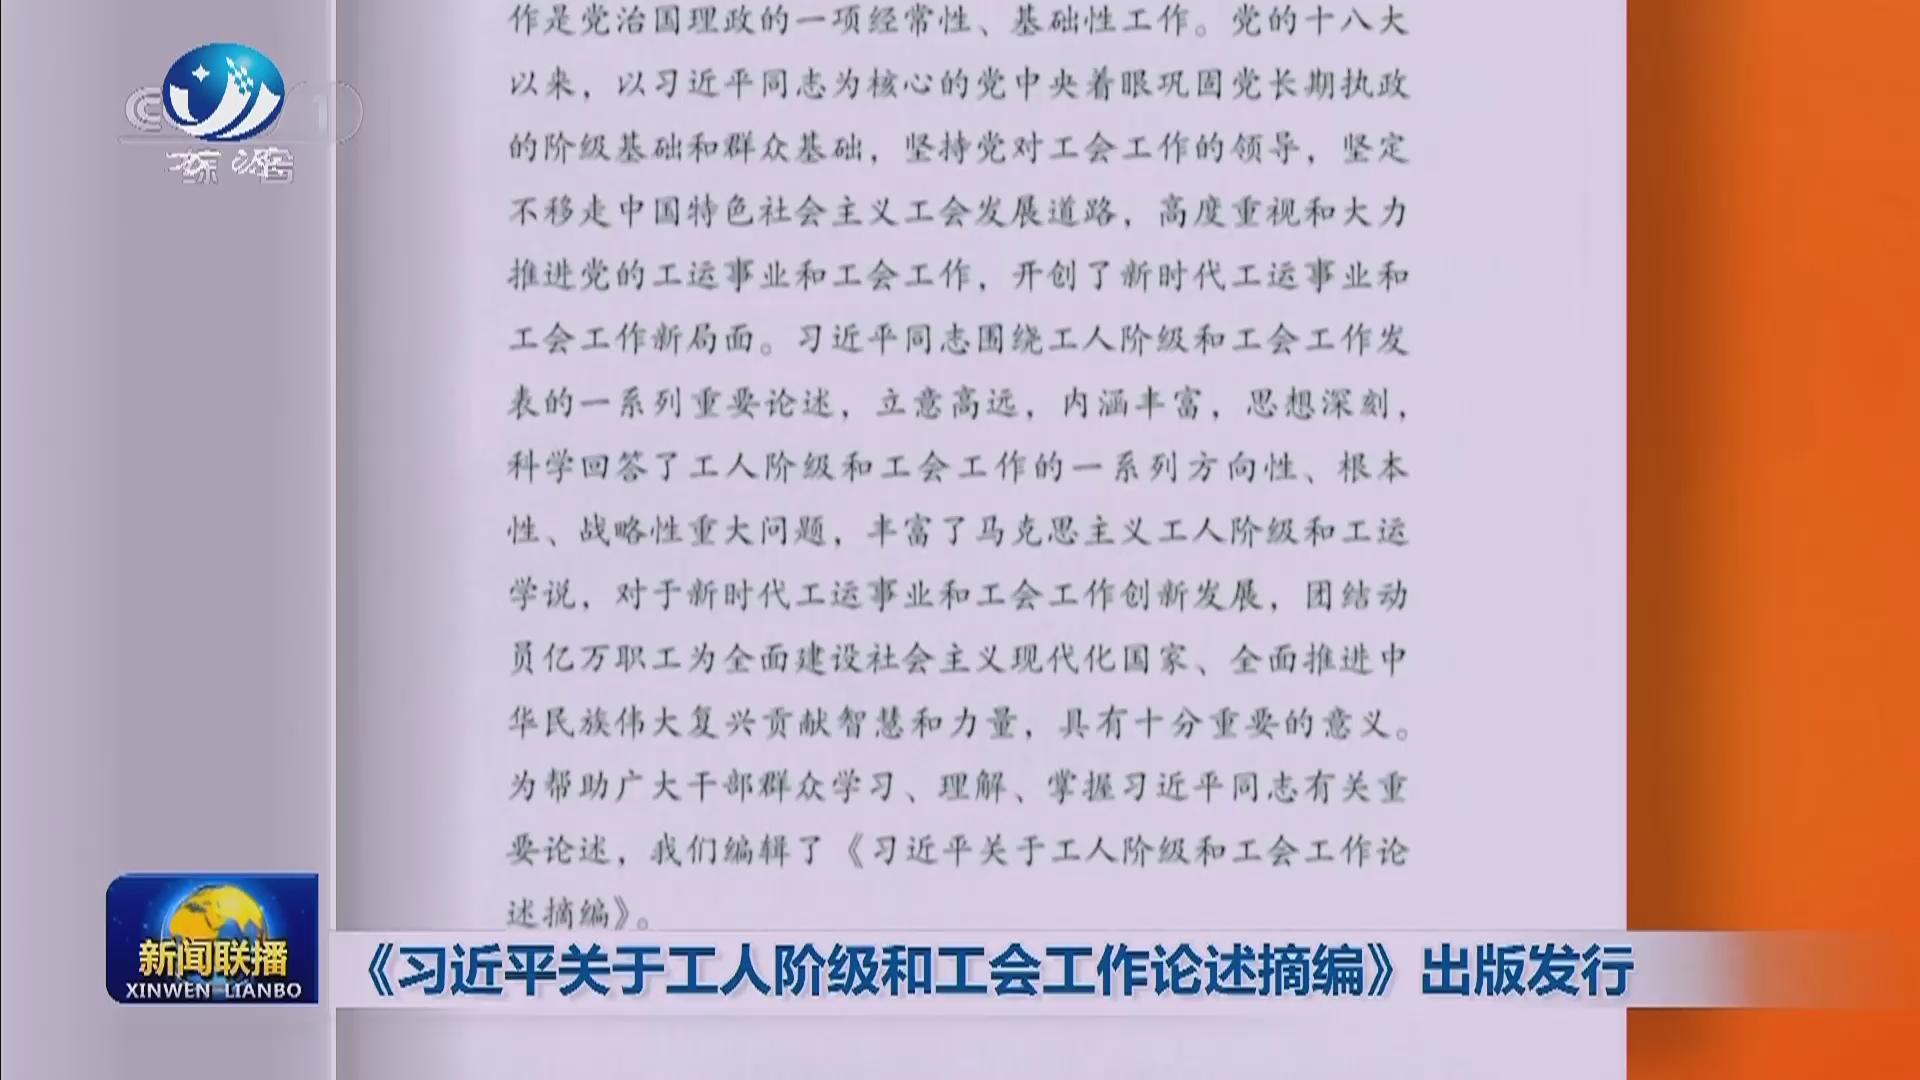 作是党治国理政的一项经常性、基础性工作。党的十八大
以来，以习近平同志为核心的党中央着眼巩固党长期执政
的阶级基础和群众基础，坚持党对工会工作的领导，坚定
不移走中国特色社会主义工会发展道路，高度重视和大力
推进党的工运事业和工会工作，开创了新时代工运事业和
工会工作新局面。习近平同志围绕工人阶级和工会工作发
表的一系列重要论述，立意高远，内涵丰富，思想深刻，
科学回答了工人阶级和工会工作的一系列方向性、根本
性、战略性重大问题，丰富了马克思主义工人阶级和工运
学说，对于新时代工运事业和工会工作创新发展，团结动
员亿万职工为全面建设社会主义现代化国家、全面推进中
华民族伟大复兴贡献智慧和力量，具有十分重要的意义。
为帮助广大干部群众学习、理解、掌握习近平同志有关重
要论述，我们编辑了《习近平关于工人阶级和工会工作论
述摘编》。
新闻联播
XINWEN LIANBO
《习近平关于工人阶级和工会工作论述摘编》出版发行